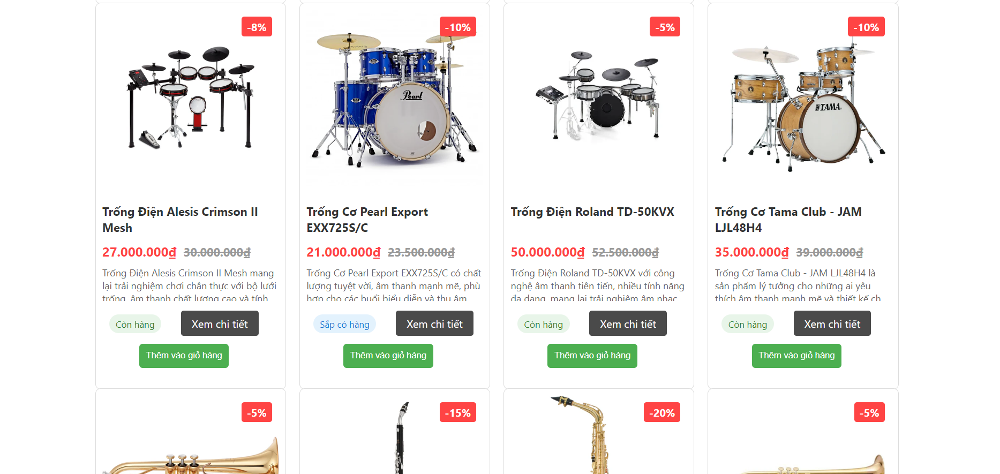 -8%
-10%
-5%
-10%
Pearl
TAMA
Trống Điện Alesis Crimson II
Mesh
27.000.000₫ 30.000.000₫
Trống Điện Alesis Crimson II Mesh mang
lại trải nghiệm chơi chân thực với bộ lưới
trống, âm thanh chất lượng cao và tính
Còn hàng
Xem chi tiết
Thêm vào giỏ hàng
Trống Cơ Pearl Export
EXX725S/C
21.000.000₫ 23.500.000₫
Trống Cơ Pearl Export EXX725S/C có chất
lượng tuyệt vời, âm thanh mạnh mẽ, phù
hợp cho các buổi biểu diễn và thu âm
Sắp có hàng
Xem chi tiết
Thêm vào giỏ hàng
Trống Điện Roland TD-50KVX
50.000.000₫ 52.500.000₫
Trống Điện Roland TD-50KVX với công
nghệ âm thanh tiên tiến, nhiều tính năng
đa dạng, mang lại trải nghiệm âm nhạc
Còn hàng
Xem chi tiết
Thêm vào giỏ hàng
Trống Cơ Tama Club - JAM
LJL48H4
35.000.000₫ 39.000.000₫
Trống Cơ Tama Club - JAM LJL48H4 là
sản phẩm lý tưởng cho những ai yêu
thích âm thanh mạnh mẽ và thiết kế ch
Còn hàng
Xem chi tiết
Thêm vào giỏ hàng
-5%
-15%
-20%
-5%